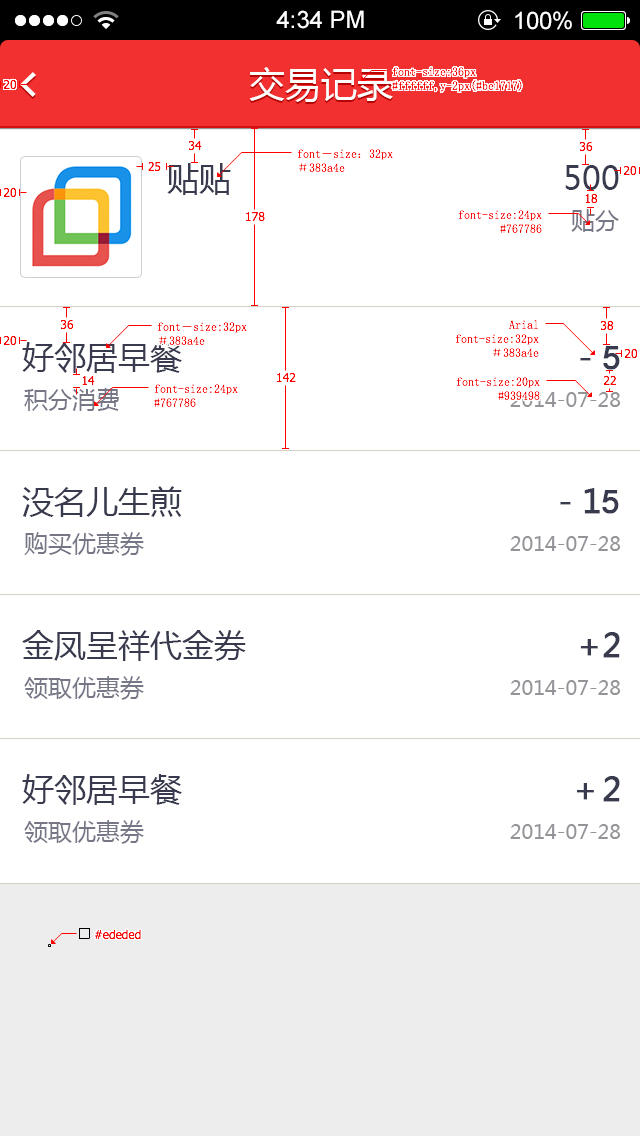 4:34 PM 100%
20 交易记录 font-size:36px
#ffffff,y-2px(#bc1717)
34 36
20 25 贴贴 font-size: 32px
#383a4e
500 20
18
178 font-size:24px
#767786
贴分
36 38
20 font-size:32px
#383a4e
Arial
font-size:32px
#383a4e
好邻居早餐 - 5 20
14 142 22
积分消费 font-size:24px
#767786
font-size:20px
#939498
2014-07-28
没名儿生煎 - 15
购买优惠券 2014-07-28
金凤呈祥代金券 +2
领取优惠券 2014-07-28
好邻居早餐 + 2
领取优惠券 2014-07-28
#ededed